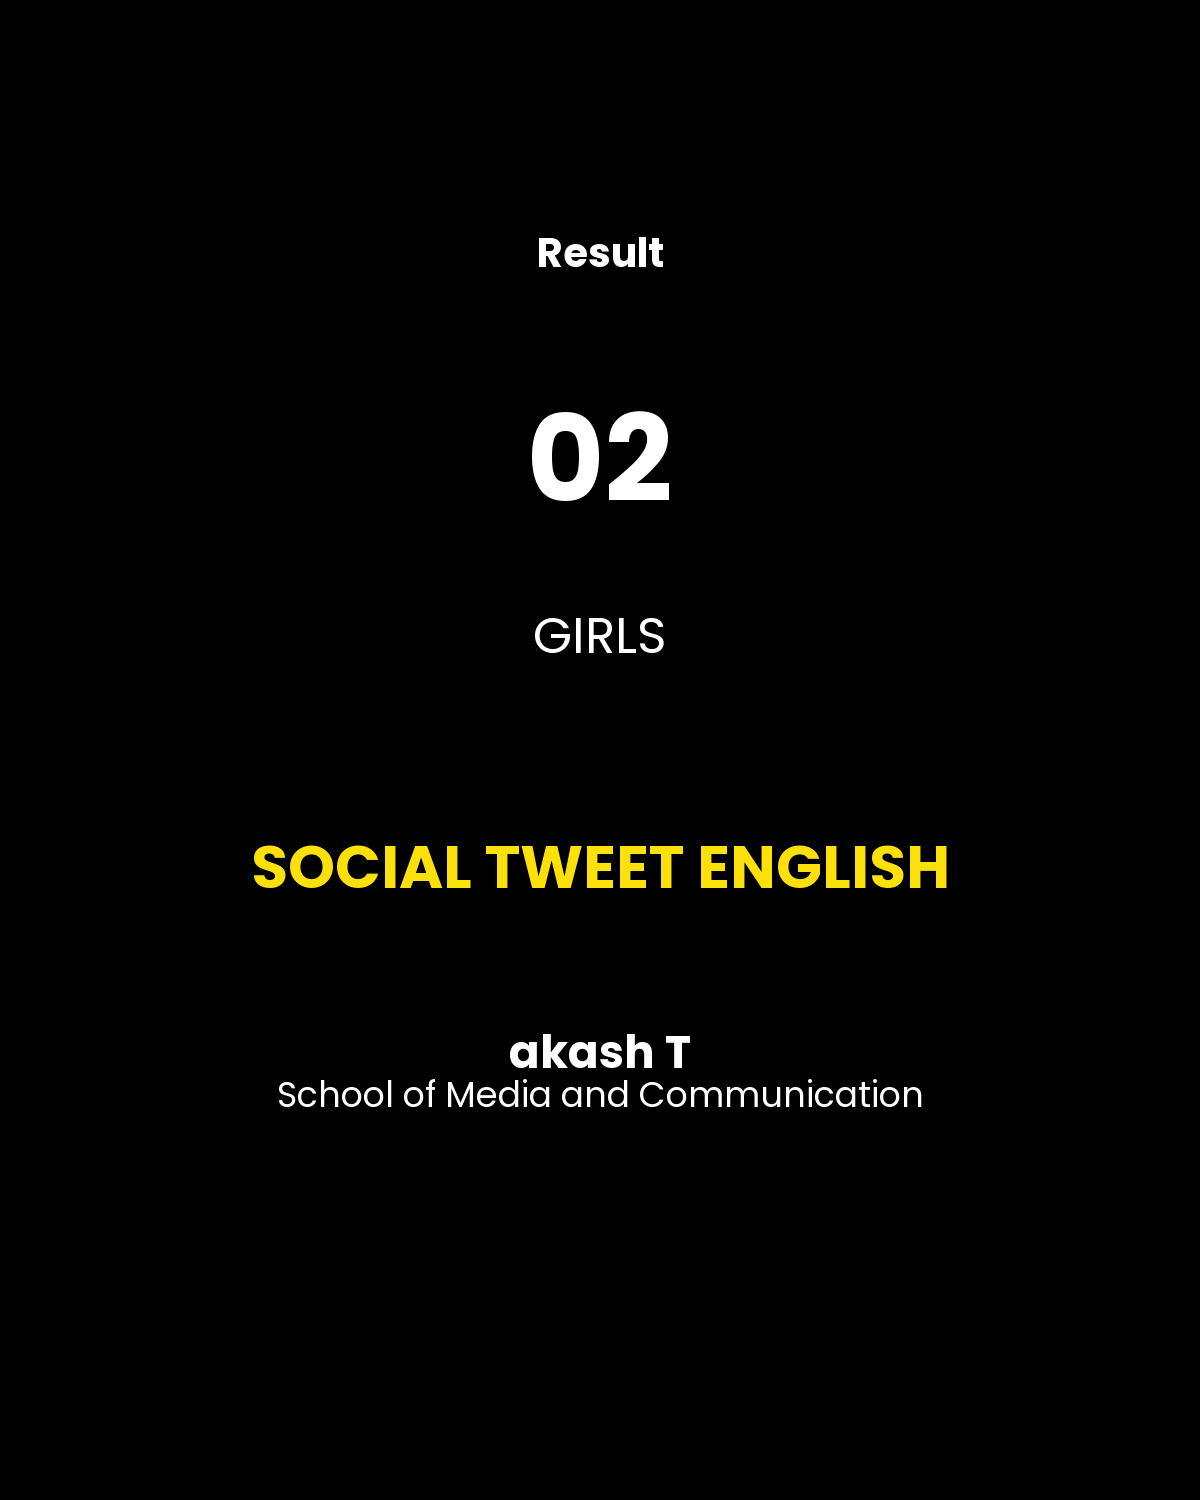 Result
02
GIRLS
SOCIAL TWEET ENGLISH
akash T
School of Media and Communication